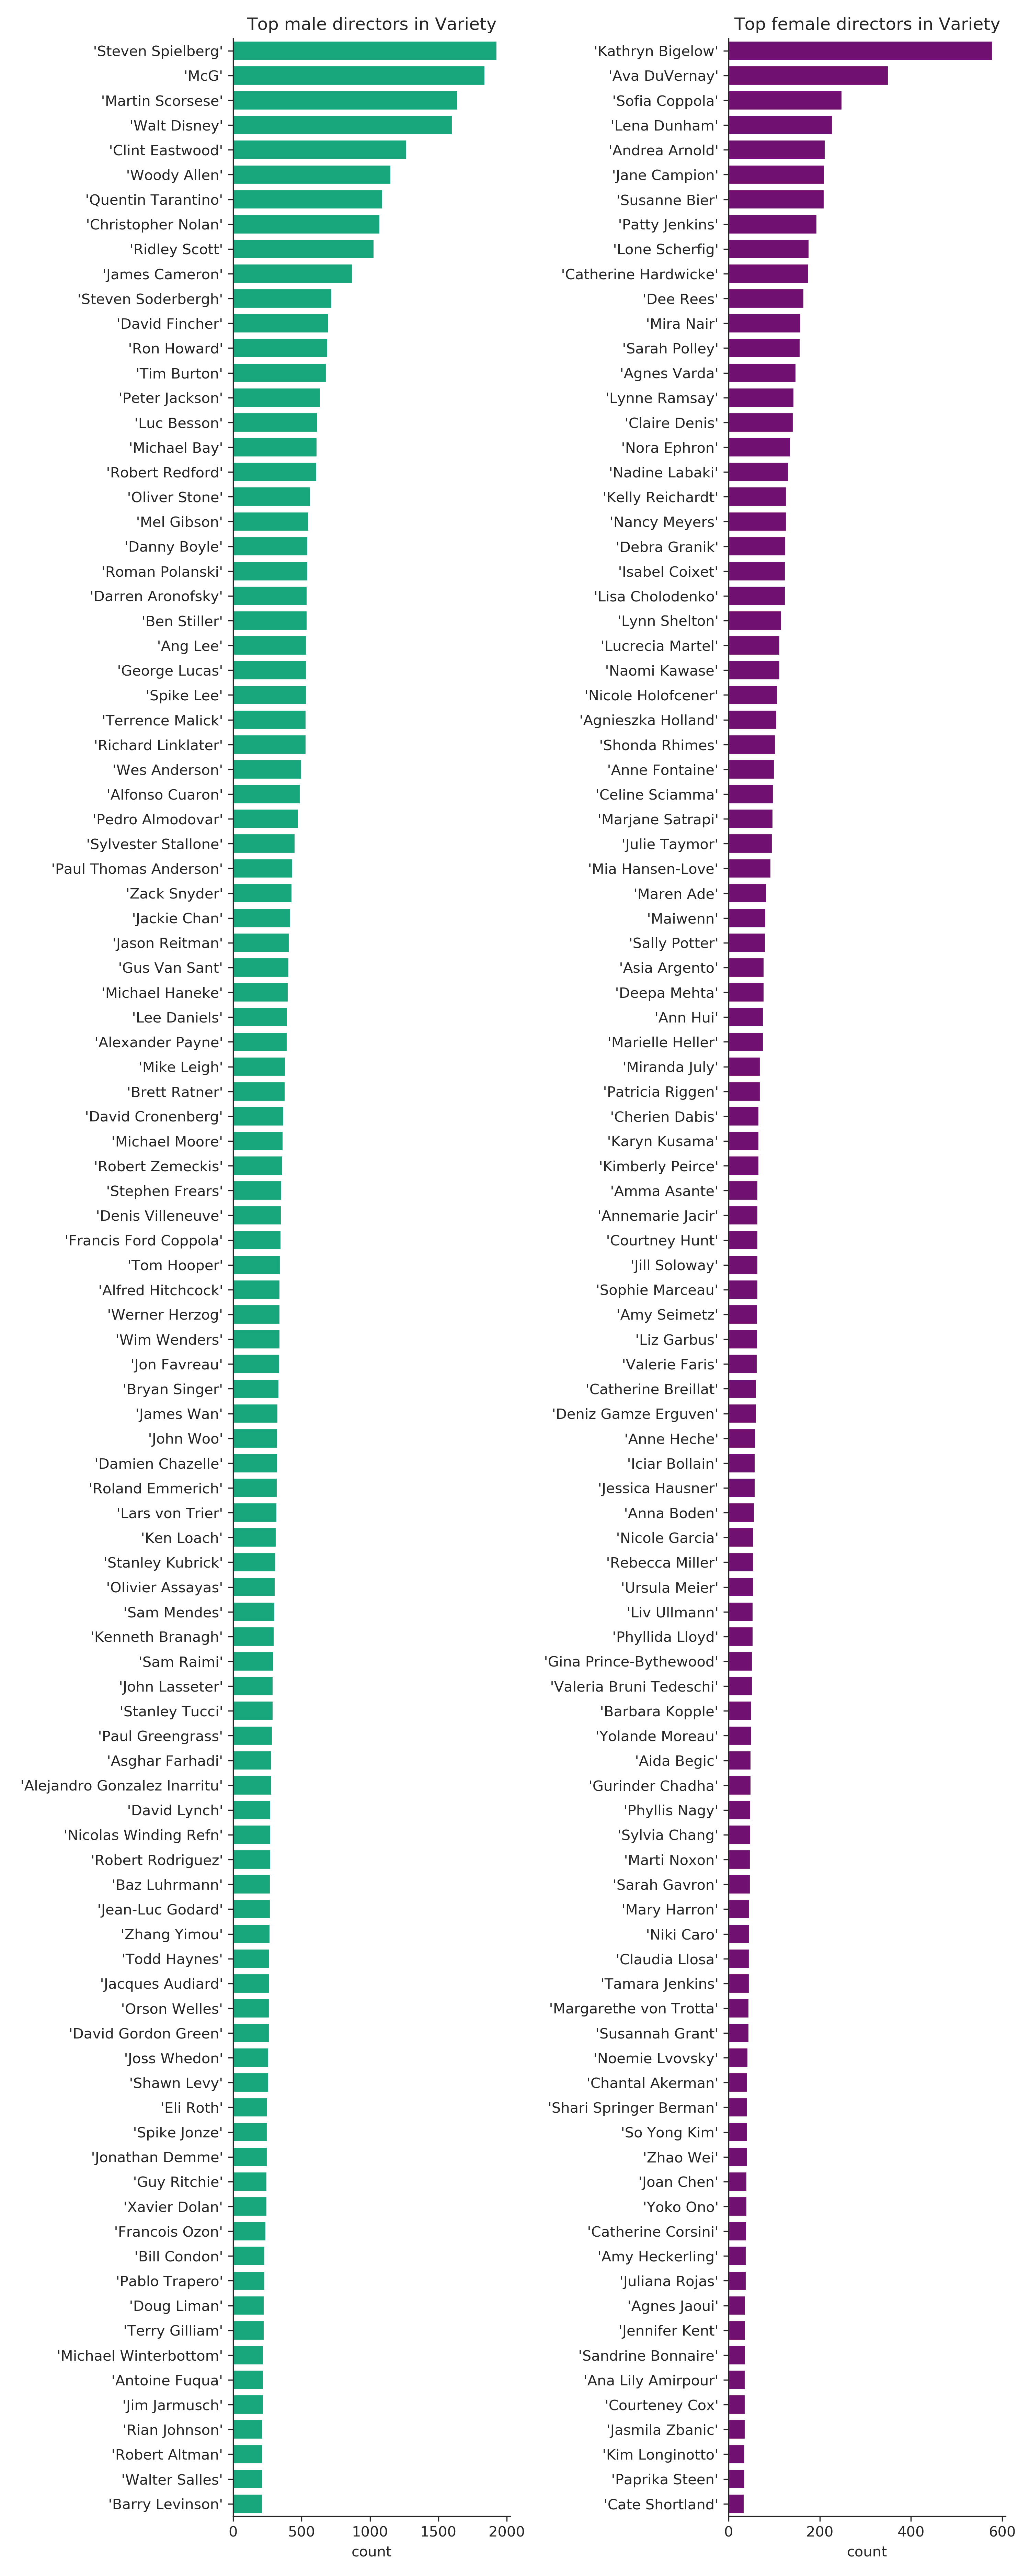 Top male directors in Variety
'Steven Spielberg'
'McG'
'Martin Scorsese'
'Walt Disney'
'Clint Eastwood'
'Woody Allen'
'Quentin Tarantino'
'Christopher Nolan'
'Ridley Scott'
'James Cameron'
'Steven Soderbergh'
'David Fincher'
'Ron Howard'
'Tim Burton'
'Peter Jackson'
'Luc Besson'
'Michael Bay'
'Robert Redford'
'Oliver Stone'
'Mel Gibson'
'Danny Boyle'
'Roman Polanski'
'Darren Aronofsky'
'Ben Stiller'
'Ang Lee'
'George Lucas'
'Spike Lee'
'Terrence Malick'
'Richard Linklater'
'Wes Anderson'
'Alfonso Cuaron'
'Pedro Almodovar'
'Sylvester Stallone'
'Paul Thomas Anderson'
'Zack Snyder'
'Jackie Chan'
'Jason Reitman'
'Gus Van Sant'
'Michael Haneke'
'Lee Daniels'
'Alexander Payne'
'Mike Leigh'
'Brett Ratner'
'David Cronenberg'
'Michael Moore'
'Robert Zemeckis'
'Stephen Frears'
'Denis Villeneuve'
'Francis Ford Coppola'
'Tom Hooper'
'Alfred Hitchcock'
'Werner Herzog'
'Wim Wenders'
'Jon Favreau'
'Bryan Singer'
'James Wan'
'John Woo'
'Damien Chazelle'
'Roland Emmerich'
'Lars von Trier'
'Ken Loach'
'Stanley Kubrick'
'Olivier Assayas'
'Sam Mendes'
'Kenneth Branagh'
'Sam Raimi'
'John Lasseter'
'Stanley Tucci'
'Paul Greengrass'
'Asghar Farhadi'
'Alejandro Gonzalez Inarritu'
'David Lynch'
'Nicolas Winding Refn'
'Robert Rodriguez'
'Baz Luhrmann'
'Jean-Luc Godard'
'Zhang Yimou'
'Todd Haynes'
'Jacques Audiard'
'Orson Welles'
'David Gordon Green'
'Joss Whedon'
'Shawn Levy'
'Eli Roth'
'Spike Jonze'
'Jonathan Demme'
'Guy Ritchie'
'Xavier Dolan'
'Francois Ozon'
'Bill Condon'
'Pablo Trapero'
'Doug Liman'
'Terry Gilliam'
'Michael Winterbottom'
'Antoine Fuqua'
'Jim Jarmusch'
'Rian Johnson'
'Robert Altman'
'Walter Salles'
'Barry Levinson'
0 500 1000 1500 2000
count
Top female directors in Variety
'Kathryn Bigelow'
'Ava DuVernay'
'Sofia Coppola'
'Lena Dunham'
'Andrea Arnold'
'Jane Campion'
'Susanne Bier'
'Patty Jenkins'
'Lone Scherfig'
'Catherine Hardwicke'
'Dee Rees'
'Mira Nair'
'Sarah Polley'
'Agnes Varda'
'Lynne Ramsay'
'Claire Denis'
'Nora Ephron'
'Nadine Labaki'
'Kelly Reichardt'
'Nancy Meyers'
'Debra Granik'
'Isabel Coixet'
'Lisa Cholodenko'
'Lynn Shelton'
'Lucrecia Martel'
'Naomi Kawase'
'Nicole Holofcener'
'Agnieszka Holland'
'Shonda Rhimes'
'Anne Fontaine'
'Celine Sciamma'
'Marjane Satrapi'
'Julie Taymor'
'Mia Hansen-Love'
'Maren Ade'
'Maiwenn'
'Sally Potter'
'Asia Argento'
'Deepa Mehta'
'Ann Hui'
'Marielle Heller'
'Miranda July'
'Patricia Riggen'
'Cherien Dabis'
'Karyn Kusama'
'Kimberly Peirce'
'Amma Asante'
'Annemarie Jacir'
'Courtney Hunt'
'Jill Soloway'
'Sophie Marceau'
'Amy Seimetz'
'Liz Garbus'
'Valerie Faris'
'Catherine Breillat'
'Deniz Gamze Erguven'
'Anne Heche'
'Iciar Bollain'
'Jessica Hausner'
'Anna Boden'
'Nicole Garcia'
'Rebecca Miller'
'Ursula Meier'
'Liv Ullmann'
'Phyllida Lloyd'
'Gina Prince-Bythewood'
'Valeria Bruni Tedeschi'
'Barbara Kopple'
'Yolande Moreau'
'Aida Begic'
'Gurinder Chadha'
'Phyllis Nagy'
'Sylvia Chang'
'Marti Noxon'
'Sarah Gavron'
'Mary Harron'
'Niki Caro'
'Claudia Llosa'
'Tamara Jenkins'
'Margarethe von Trotta'
'Susannah Grant'
'Noemie Lvovsky'
'Chantal Akerman'
'Shari Springer Berman'
'So Yong Kim'
'Zhao Wei'
'Joan Chen'
'Yoko Ono'
'Catherine Corsini'
'Amy Heckerling'
'Juliana Rojas'
'Agnes Jaoui'
'Jennifer Kent'
'Sandrine Bonnaire'
'Ana Lily Amirpour'
'Courteney Cox'
'Jasmila Zbanic'
'Kim Longinotto'
'Paprika Steen'
'Cate Shortland'
0 200 400 600
count